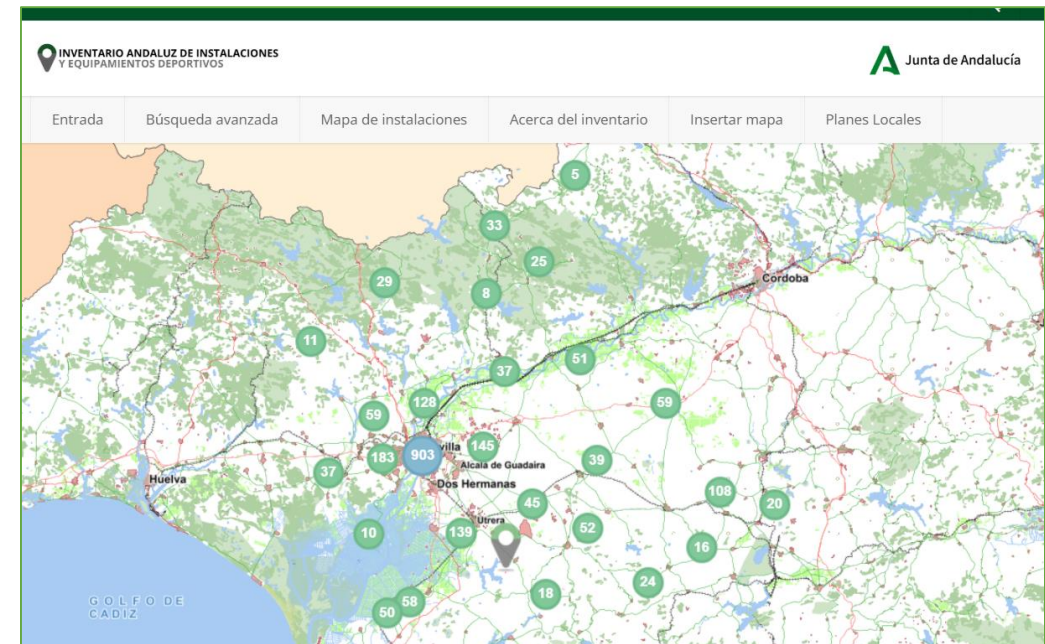 INVENTARIO ANDALUZ DE INSTALACIONES
Y EQUIPAMIENTOS DEPORTIVOS
Junta de Andalucía
Entrada
Búsqueda avanzada
Mapa de instalaciones
Acerca del inventario
Insertar mapa
Planes Locales
5
33
25
29
8
Cordoba
11
51
37
128
59
59
villa
145
903
183
39
Alcala de Guadaira
37
Huelva
Dos Hermanas
108
45
20
Utrera
52
139
10
16
24
18
58
50
GOLFO DE
CADIZ